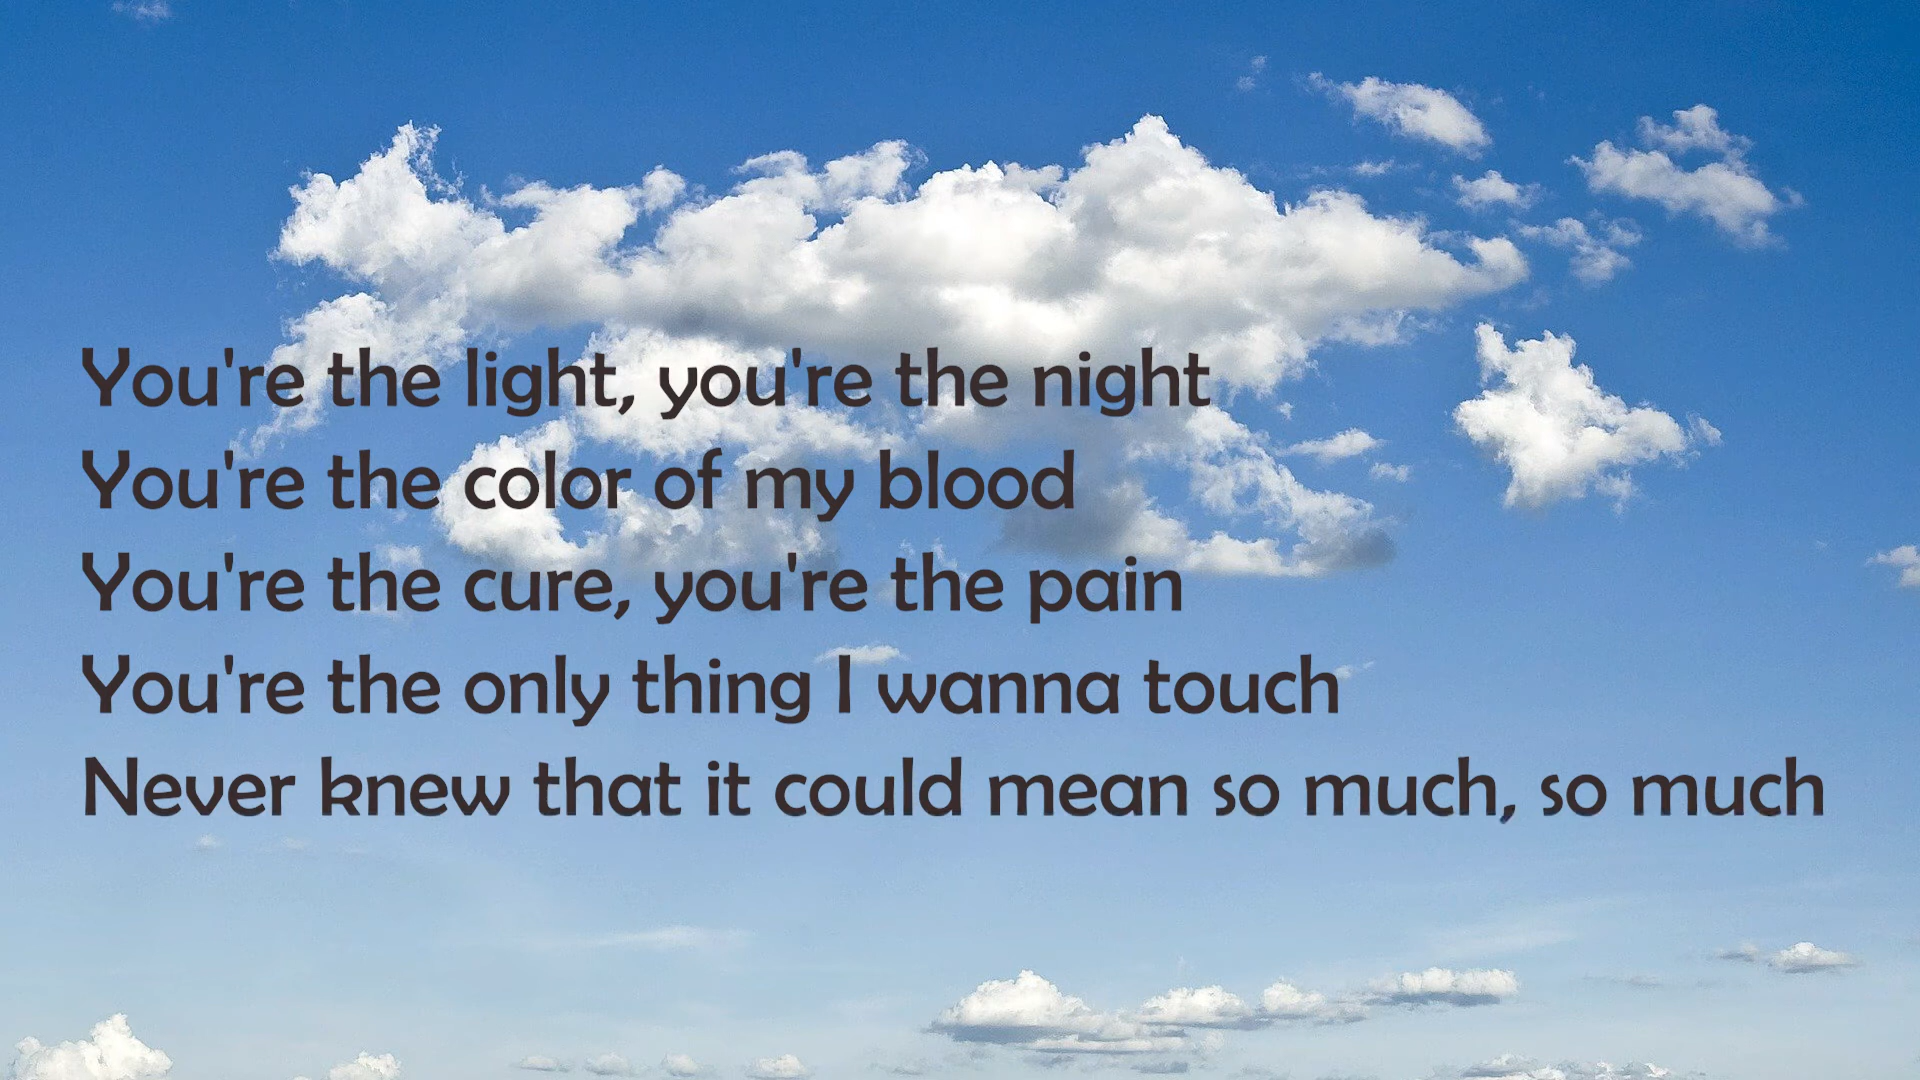 You're the light, you're the night
You're the color of my blood
You're the cure, you're the pain
You're the only thing I wanna touch
Never knew that it could mean so much, so much